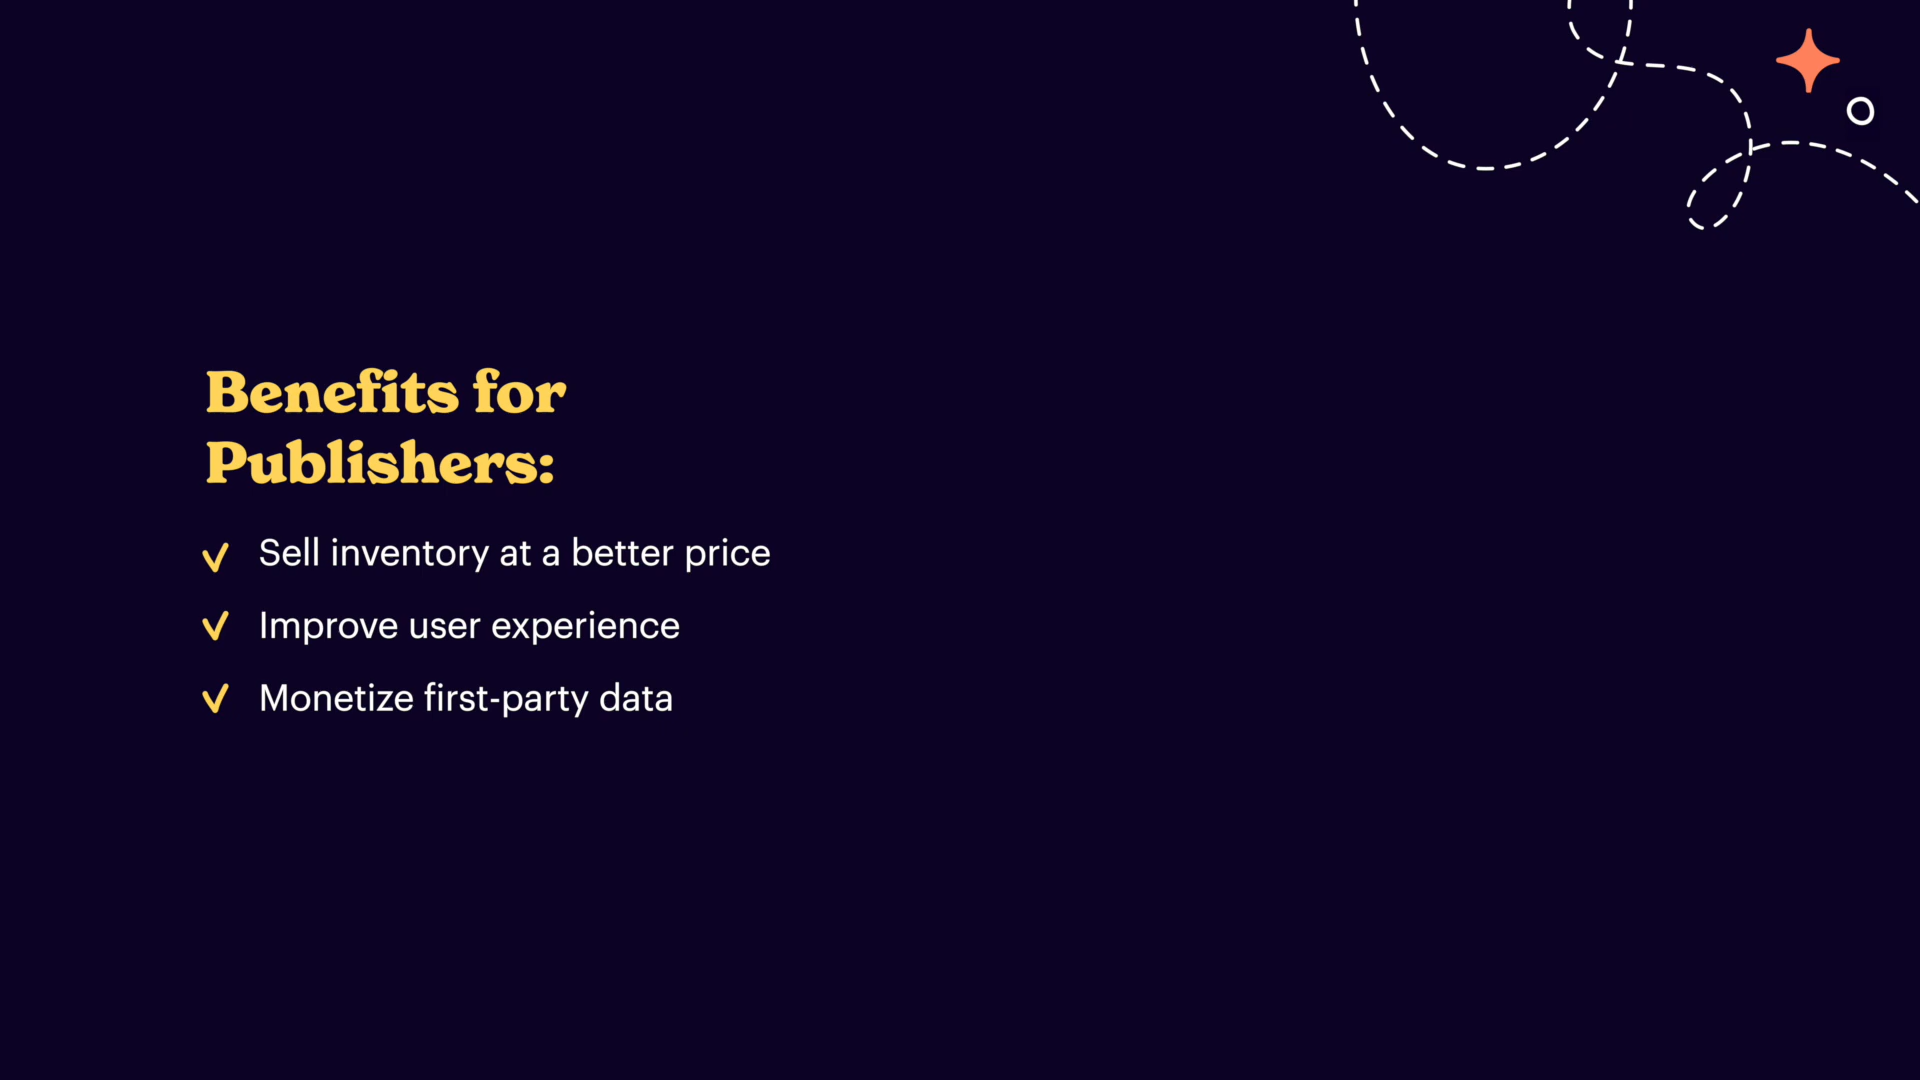 Benefits for
Publishers:
Sell inventory at a better price
Improve user experience
Monetize first-party data